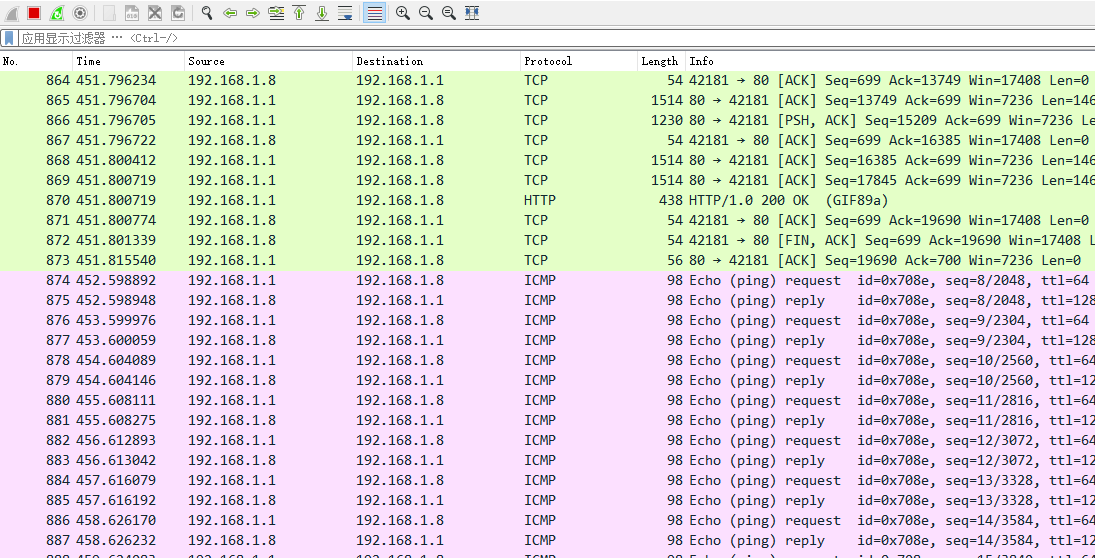 应用显示过滤器 … <Ctrl-/>
No. Time Source Destination Protocol Length Info
864 451.796234 192.168.1.8 192.168.1.1 TCP 54 42181 → 80 [ACK] Seq=699 Ack=13749 Win=17408 Len=0
865 451.796704 192.168.1.1 192.168.1.8 TCP 1514 80 → 42181 [ACK] Seq=13749 Ack=699 Win=7236 Len=146
866 451.796705 192.168.1.1 192.168.1.8 TCP 1230 80 → 42181 [PSH, ACK] Seq=15209 Ack=699 Win=7236 Le
867 451.796722 192.168.1.8 192.168.1.1 TCP 54 42181 → 80 [ACK] Seq=699 Ack=16385 Win=17408 Len=0
868 451.800412 192.168.1.1 192.168.1.8 TCP 1514 80 → 42181 [ACK] Seq=16385 Ack=699 Win=7236 Len=146
869 451.800719 192.168.1.1 192.168.1.8 TCP 1514 80 → 42181 [ACK] Seq=17845 Ack=699 Win=7236 Len=146
870 451.800719 192.168.1.1 192.168.1.8 HTTP 438 HTTP/1.0 200 OK (GIF89a)
871 451.800774 192.168.1.8 192.168.1.1 TCP 54 42181 → 80 [ACK] Seq=699 Ack=19690 Win=17408 Len=0
872 451.801339 192.168.1.8 192.168.1.1 TCP 54 42181 → 80 [FIN, ACK] Seq=699 Ack=19690 Win=17408 L
873 451.815540 192.168.1.1 192.168.1.8 TCP 56 80 → 42181 [ACK] Seq=19690 Ack=700 Win=7236 Len=0
874 452.598892 192.168.1.1 192.168.1.8 ICMP 98 Echo (ping) request id=0x708e, seq=8/2048, ttl=64
875 452.598948 192.168.1.8 192.168.1.1 ICMP 98 Echo (ping) reply id=0x708e, seq=8/2048, ttl=128
876 453.599976 192.168.1.1 192.168.1.8 ICMP 98 Echo (ping) request id=0x708e, seq=9/2304, ttl=64
877 453.600059 192.168.1.8 192.168.1.1 ICMP 98 Echo (ping) reply id=0x708e, seq=9/2304, ttl=128
878 454.604089 192.168.1.1 192.168.1.8 ICMP 98 Echo (ping) request id=0x708e, seq=10/2560, ttl=64
879 454.604146 192.168.1.8 192.168.1.1 ICMP 98 Echo (ping) reply id=0x708e, seq=10/2560, ttl=12
880 455.608111 192.168.1.1 192.168.1.8 ICMP 98 Echo (ping) request id=0x708e, seq=11/2816, ttl=64
881 455.608275 192.168.1.8 192.168.1.1 ICMP 98 Echo (ping) reply id=0x708e, seq=11/2816, ttl=12
882 456.612893 192.168.1.1 192.168.1.8 ICMP 98 Echo (ping) request id=0x708e, seq=12/3072, ttl=64
883 456.613042 192.168.1.8 192.168.1.1 ICMP 98 Echo (ping) reply id=0x708e, seq=12/3072, ttl=12
884 457.616079 192.168.1.1 192.168.1.8 ICMP 98 Echo (ping) request id=0x708e, seq=13/3328, ttl=64
885 457.616192 192.168.1.8 192.168.1.1 ICMP 98 Echo (ping) reply id=0x708e, seq=13/3328, ttl=12
886 458.626170 192.168.1.1 192.168.1.8 ICMP 98 Echo (ping) request id=0x708e, seq=14/3584, ttl=64
887 458.626232 192.168.1.8 192.168.1.1 ICMP 98 Echo (ping) reply id=0x708e, seq=14/3584, ttl=12